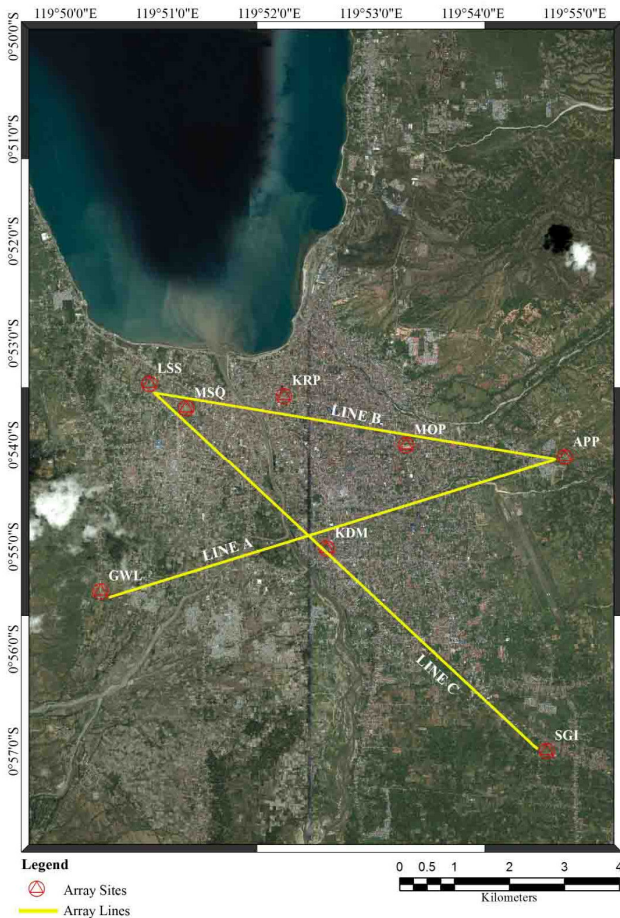 119°50'0"E 119°51'0"E 119°52'0"E 119°53'0"E 119°54'0"E 119°55'0"E
0°50'0"S
0°51'0"S
0°52'0"S
0°53'0"S
0°54'0"S
0°55'0"S
0°56'0"S
0°57'0"S
LSS
MSQ
KRP
LINE B
MOP
APP
KDM
LINE A
GWL
LINE C
SGI
Legend
Array Sites
Array Lines
0 0.5 1 2 3 4
Kilometers